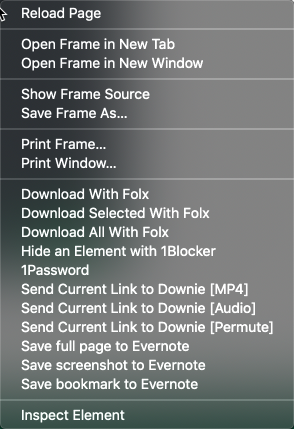 Reload Page
Open Frame in New Tab
Open Frame in New Window
Show Frame Source
Save Frame As...
Print Frame...
Print Window...
Download With Folx
Download Selected With Folx
Download All With Folx
Hide an Element with 1Blocker
1Password
Send Current Link to Downie [MP4]
Send Current Link to Downie [Audio]
Send Current Link to Downie [Permute]
Save full page to Evernote
Save screenshot to Evernote
Save bookmark to Evernote
Inspect Element